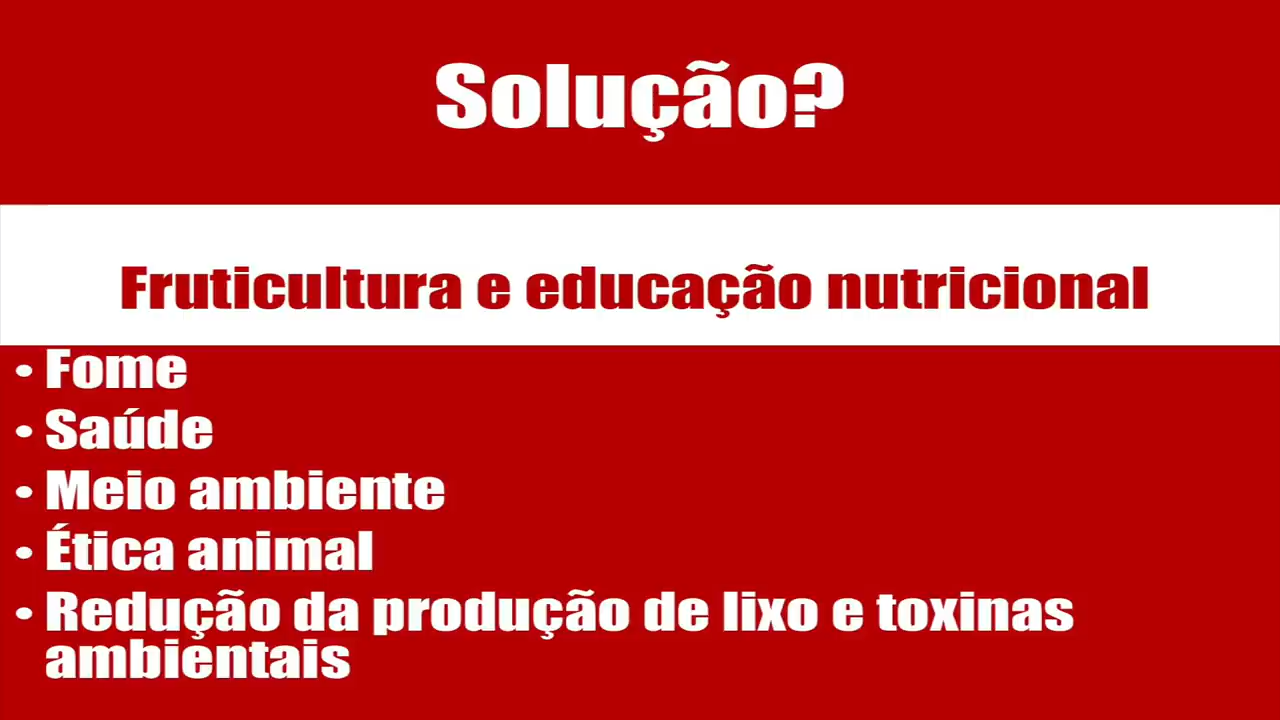 Solução?
Fruticultura e educação nutricional
• Fome
• Saúde
• Meio ambiente
• Ética animal
• Redução da produção de lixo e toxinas
ambientais